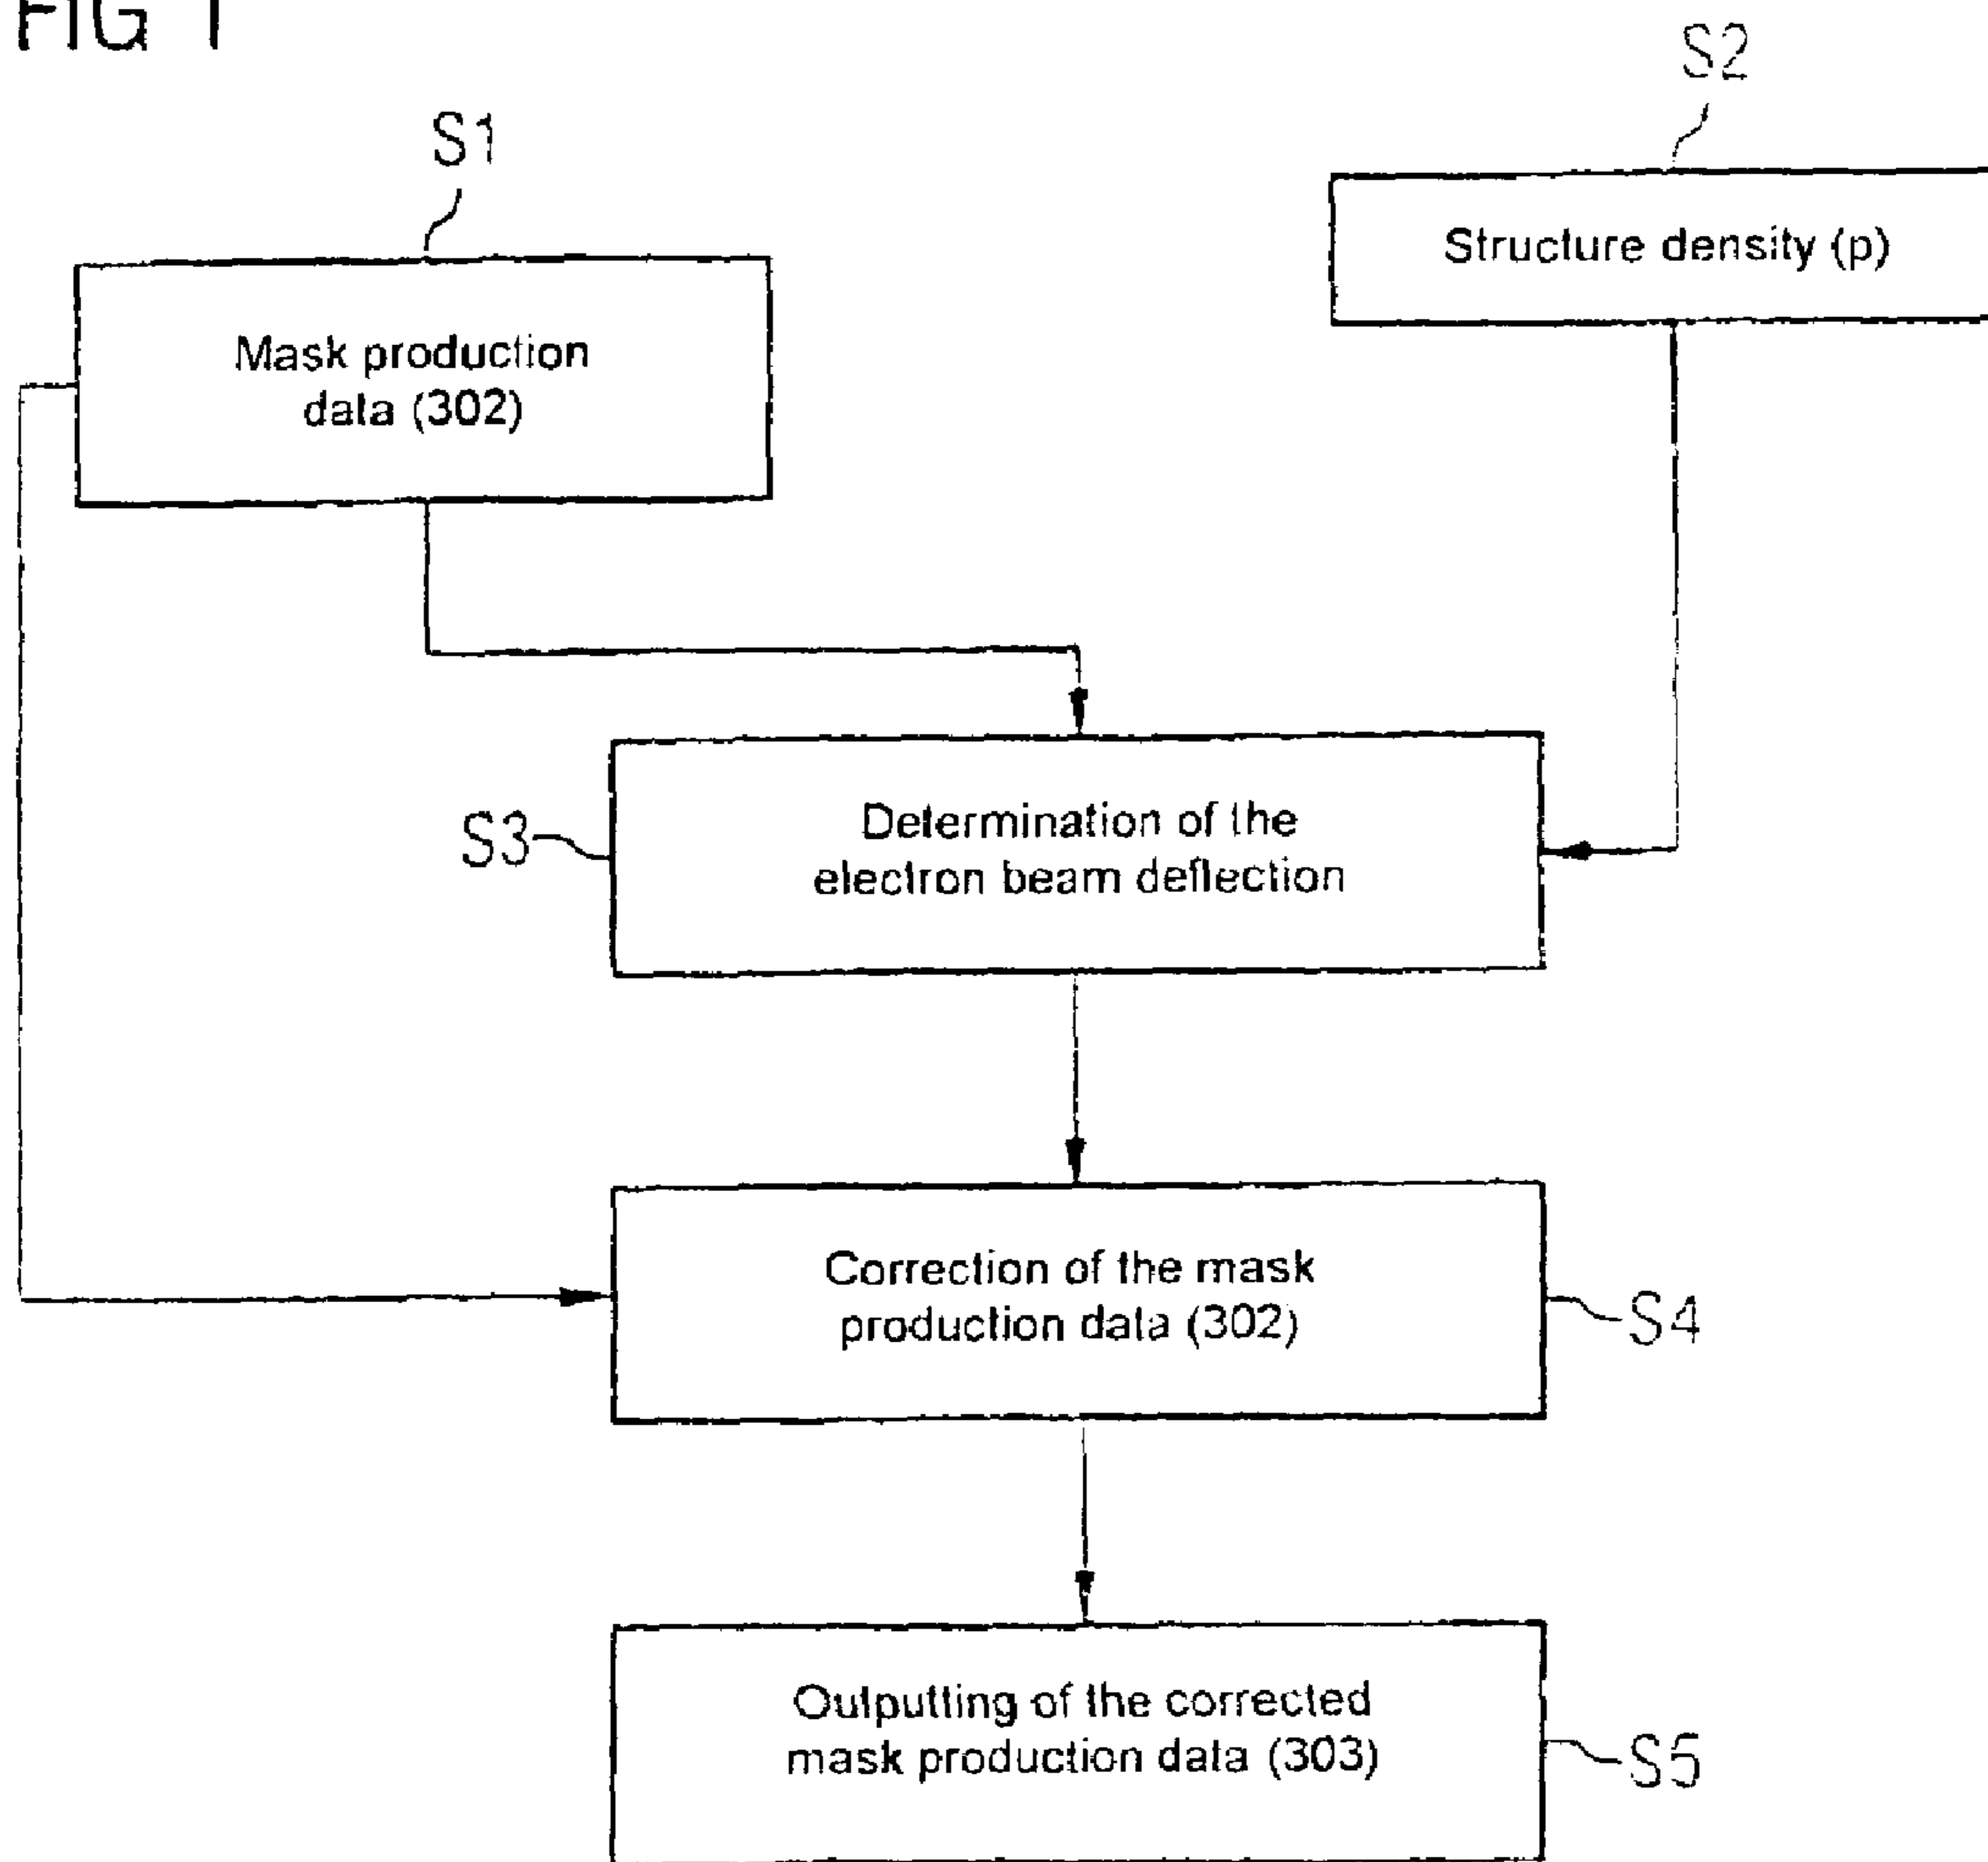 FIG 1
S2
S1
Structure density (p)
Mask production
data (302)
S3
Determination of the
electron beam deflection
Correction of the mask
production data (302)
S4
Outputting of the corrected
mask production data (303)
S5